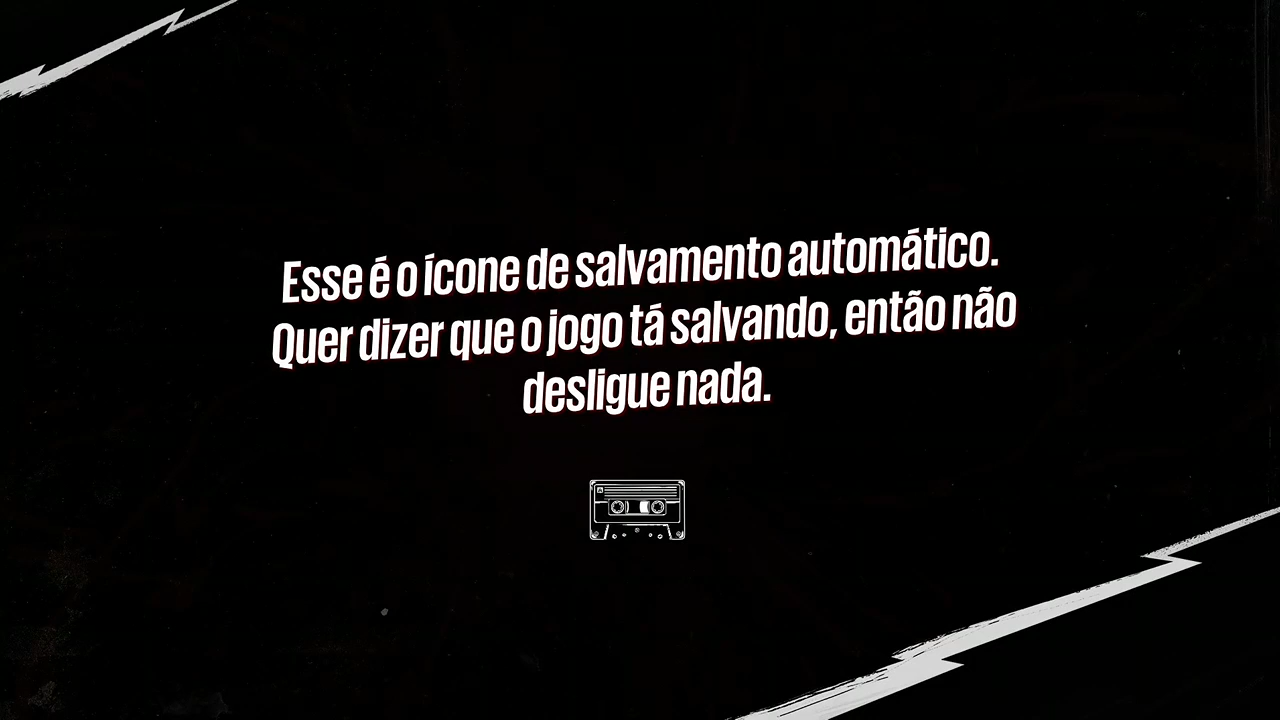 Esse é o ícone de salvamento automático.
Quer dizer que o jogo tá salvando, então não
desligue nada.